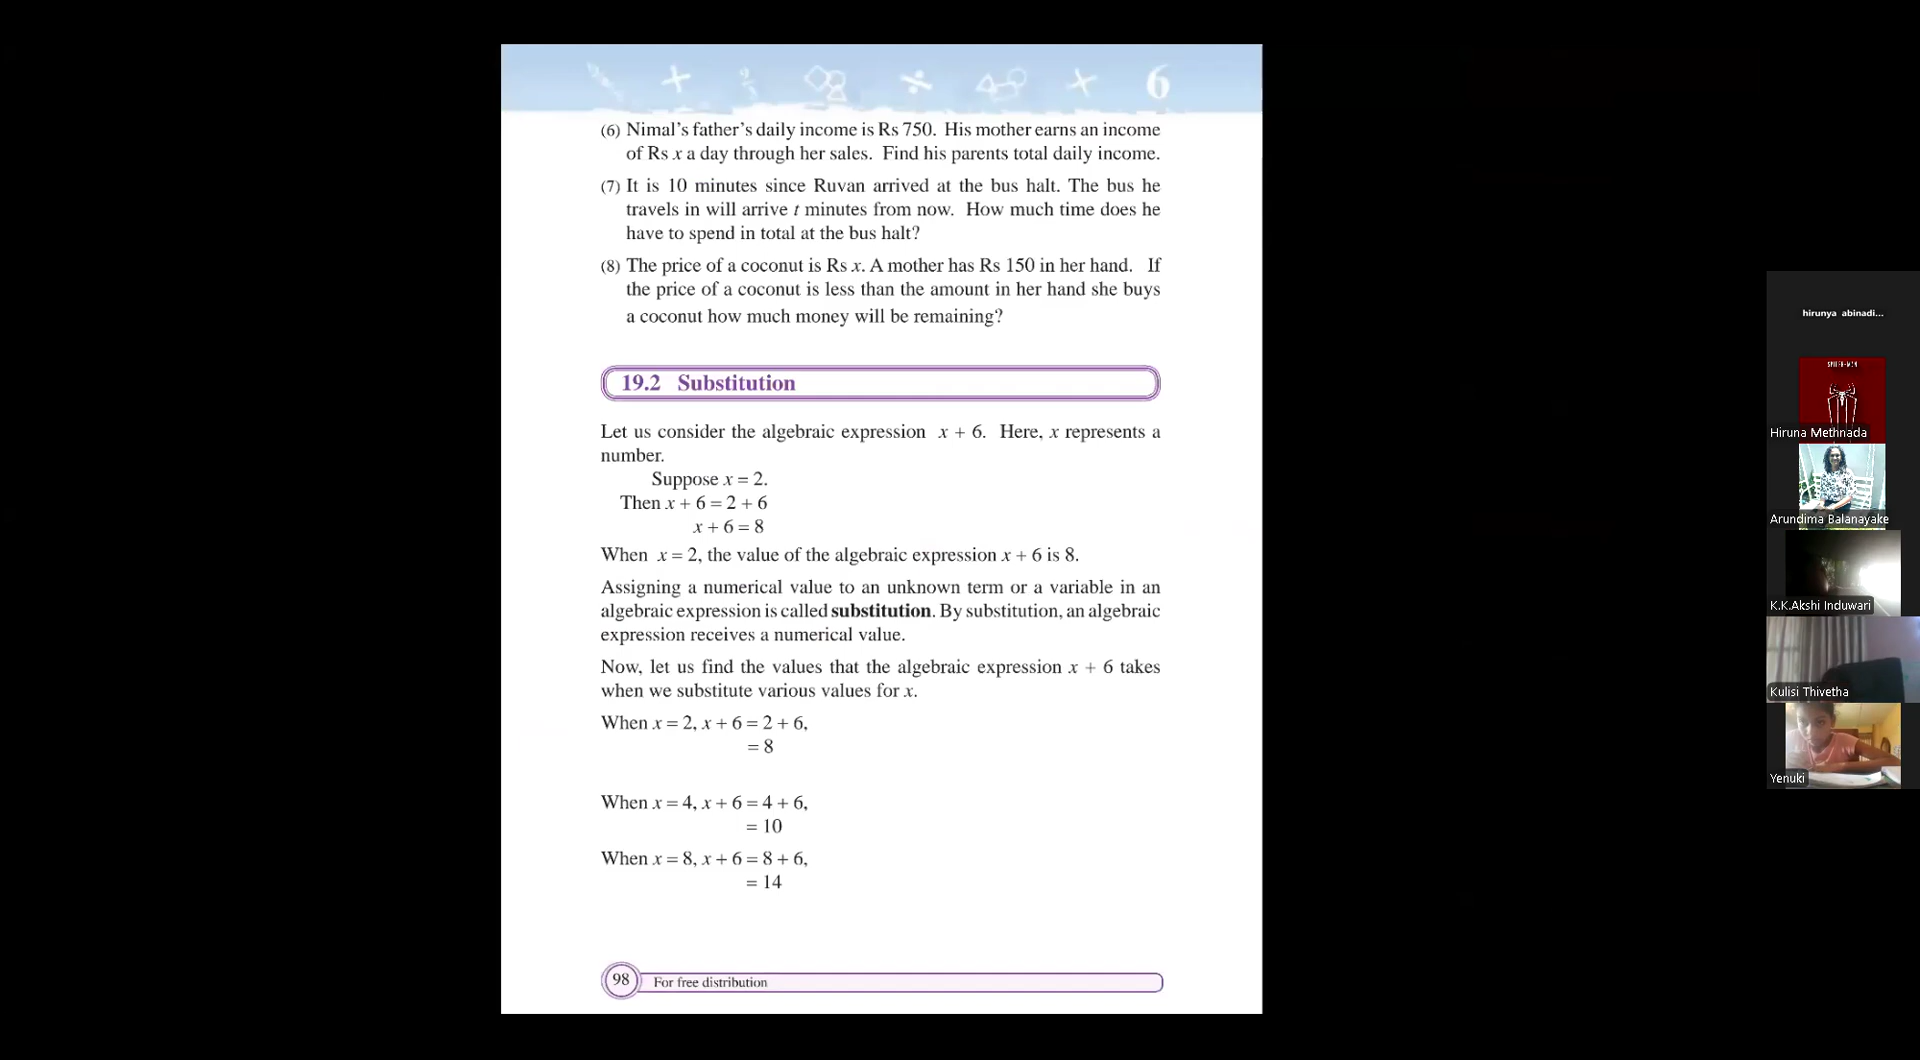 6
(6) Nimal's father's daily income is Rs 750. His mother earns an income
of Rs x a day through her sales. Find his parents total daily income.
(7) It is 10 minutes since Ruvan arrived at the bus halt. The bus he
travels in will arrive t minutes from now. How much time does he
have to spend in total at the bus halt?
(8) The price of a coconut is Rs x. A mother has Rs 150 in her hand. If
the price of a coconut is less than the amount in her hand she buys
a coconut how much money will be remaining?
19.2 Substitution
Let us consider the algebraic expression x + 6. Here, x represents a
number.
Suppose x = 2.
Then x + 6 = 2 + 6
x + 6 = 8
When x = 2, the value of the algebraic expression x + 6 is 8.
Assigning a numerical value to an unknown term or a variable in an
algebraic expression is called substitution. By substitution, an algebraic
expression receives a numerical value.
Now, let us find the values that the algebraic expression x + 6 takes
when we substitute various values for x.
When x = 2, x + 6 = 2 + 6,
= 8
When x = 4, x + 6 = 4 + 6,
= 10
When x = 8, x + 6 = 8 + 6,
= 14
98 For free distribution
hirunya abinadi...
Hiruna Methnada
Arundima Balanayake
K.K.Akshi Induwari
Kulisi Thivetha
Yenuki